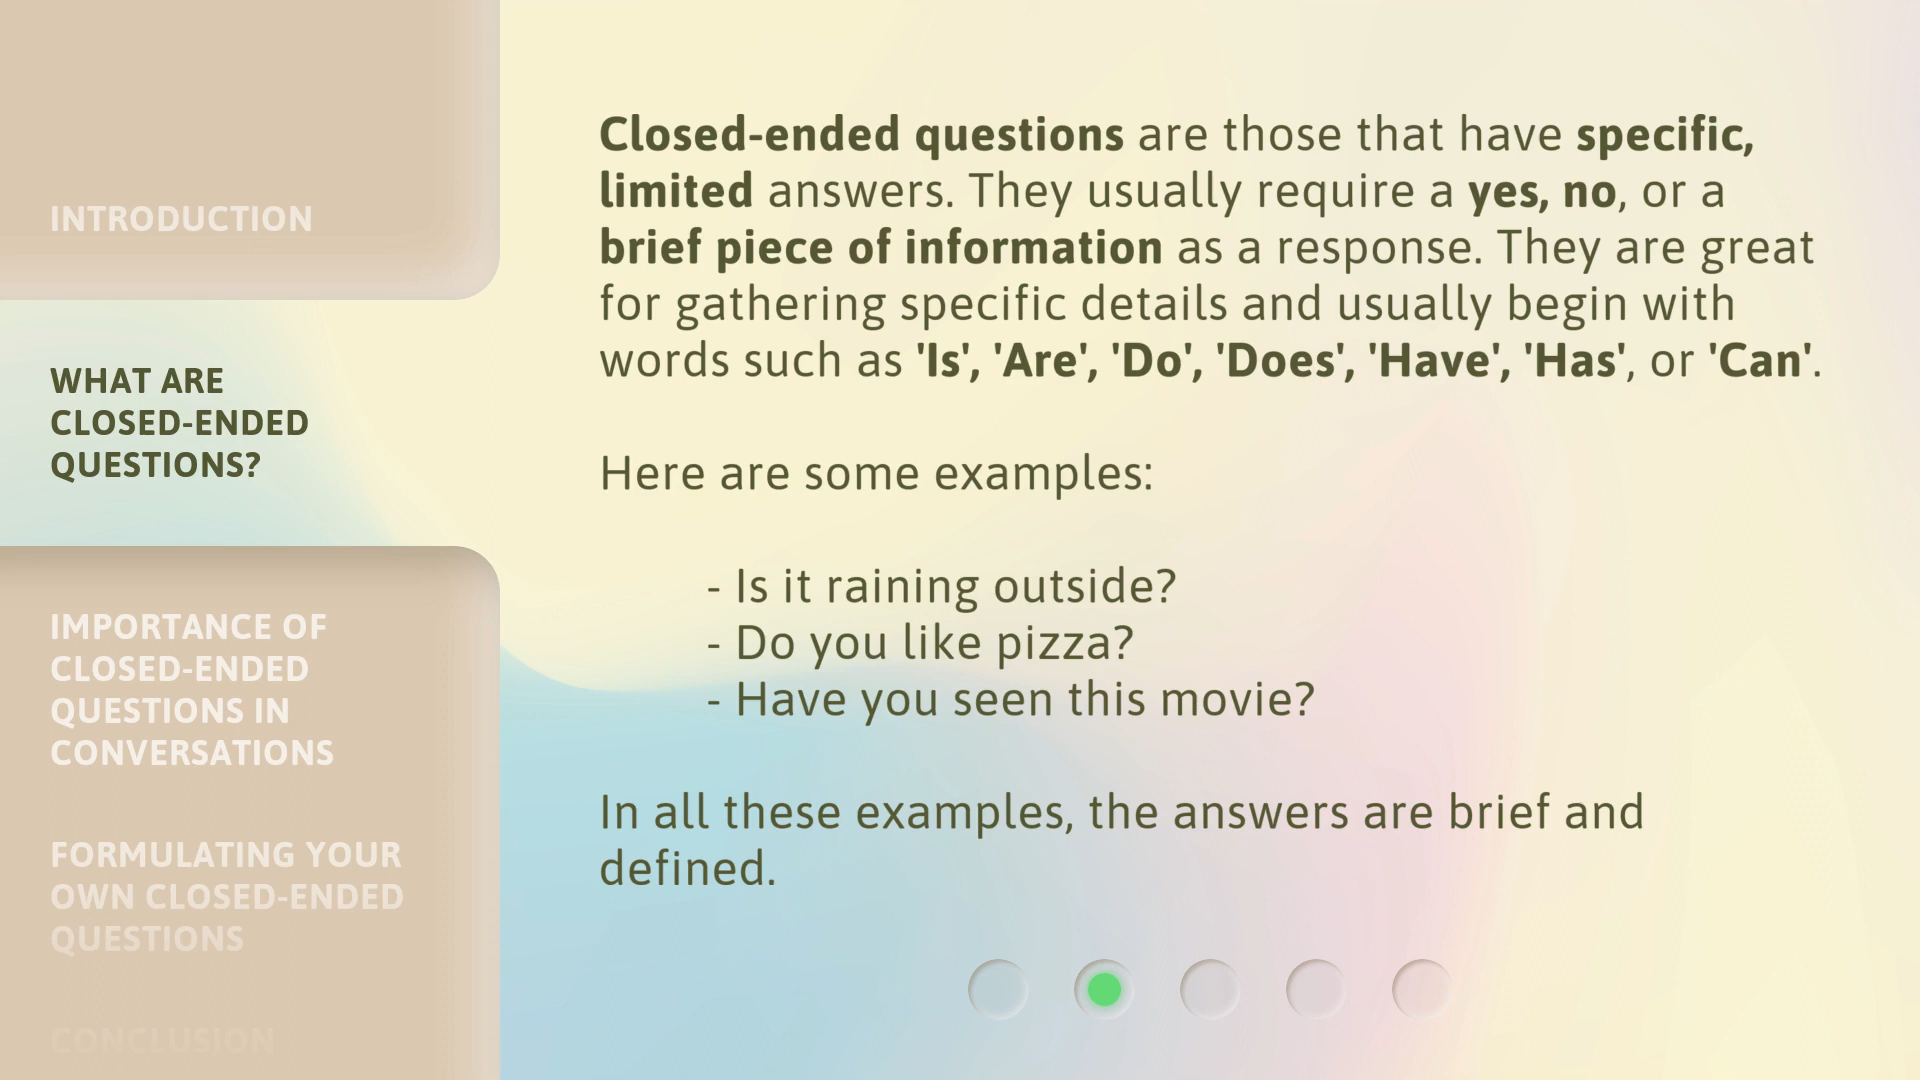 INTRODUCTION
WHAT ARE
CLOSED-ENDED
QUESTIONS?
IMPORTANCE OF
CLOSED-ENDED
QUESTIONS IN
CONVERSATIONS
FORMULATING YOUR
OWN CLOSED-ENDED
QUESTIONS
CONCLUSION
Closed-ended questions are those that have specific,
limited answers. They usually require a yes, no, or a
brief piece of information as a response. They are great
for gathering specific details and usually begin with
words such as 'Is', 'Are', 'Do', 'Does', 'Have', 'Has', or 'Can'.
Here are some examples:
- Is it raining outside?
- Do you like pizza?
- Have you seen this movie?
In all these examples, the answers are brief and
defined.